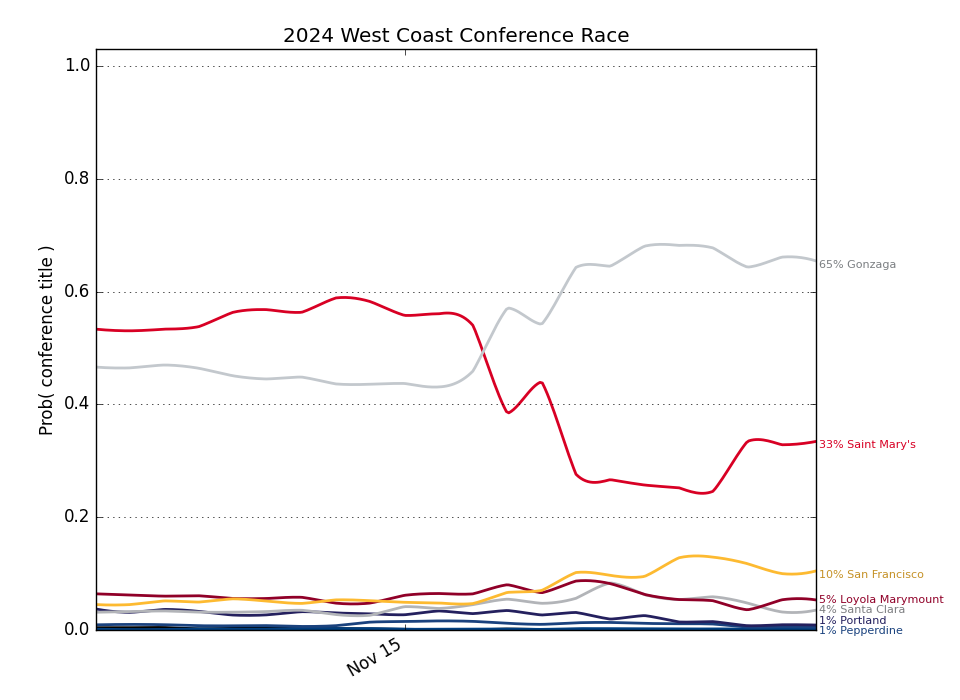 2024 West Coast Conference Race
Prob( conference title )
1.0
0.8
0.6
0.4
0.2
0.0
Nov 15
65% Gonzaga
33% Saint Mary's
10% San Francisco
5% Loyola Marymount
4% Santa Clara
1% Portland
1% Pepperdine